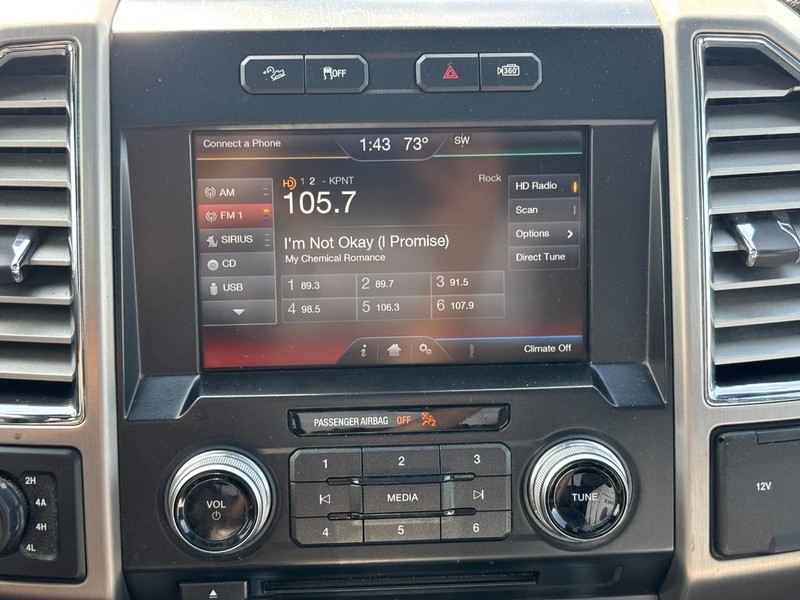 OFF
360°
Connect a Phone
1:43 73° SW
HD 1 2 - KPNT
Rock
105.7
AM
FM 1
SIRIUS
CD
USB
I'm Not Okay (I Promise)
My Chemical Romance
1 89.3 2 89.7 3 91.5
4 98.5 5 106.3 6 107.9
HD Radio
Scan
Options
Direct Tune
Climate Off
PASSENGER AIRBAG OFF 2
VOL
1 2 3
MEDIA
4 5 6
TUNE
2H
4A
4H
4L
12V